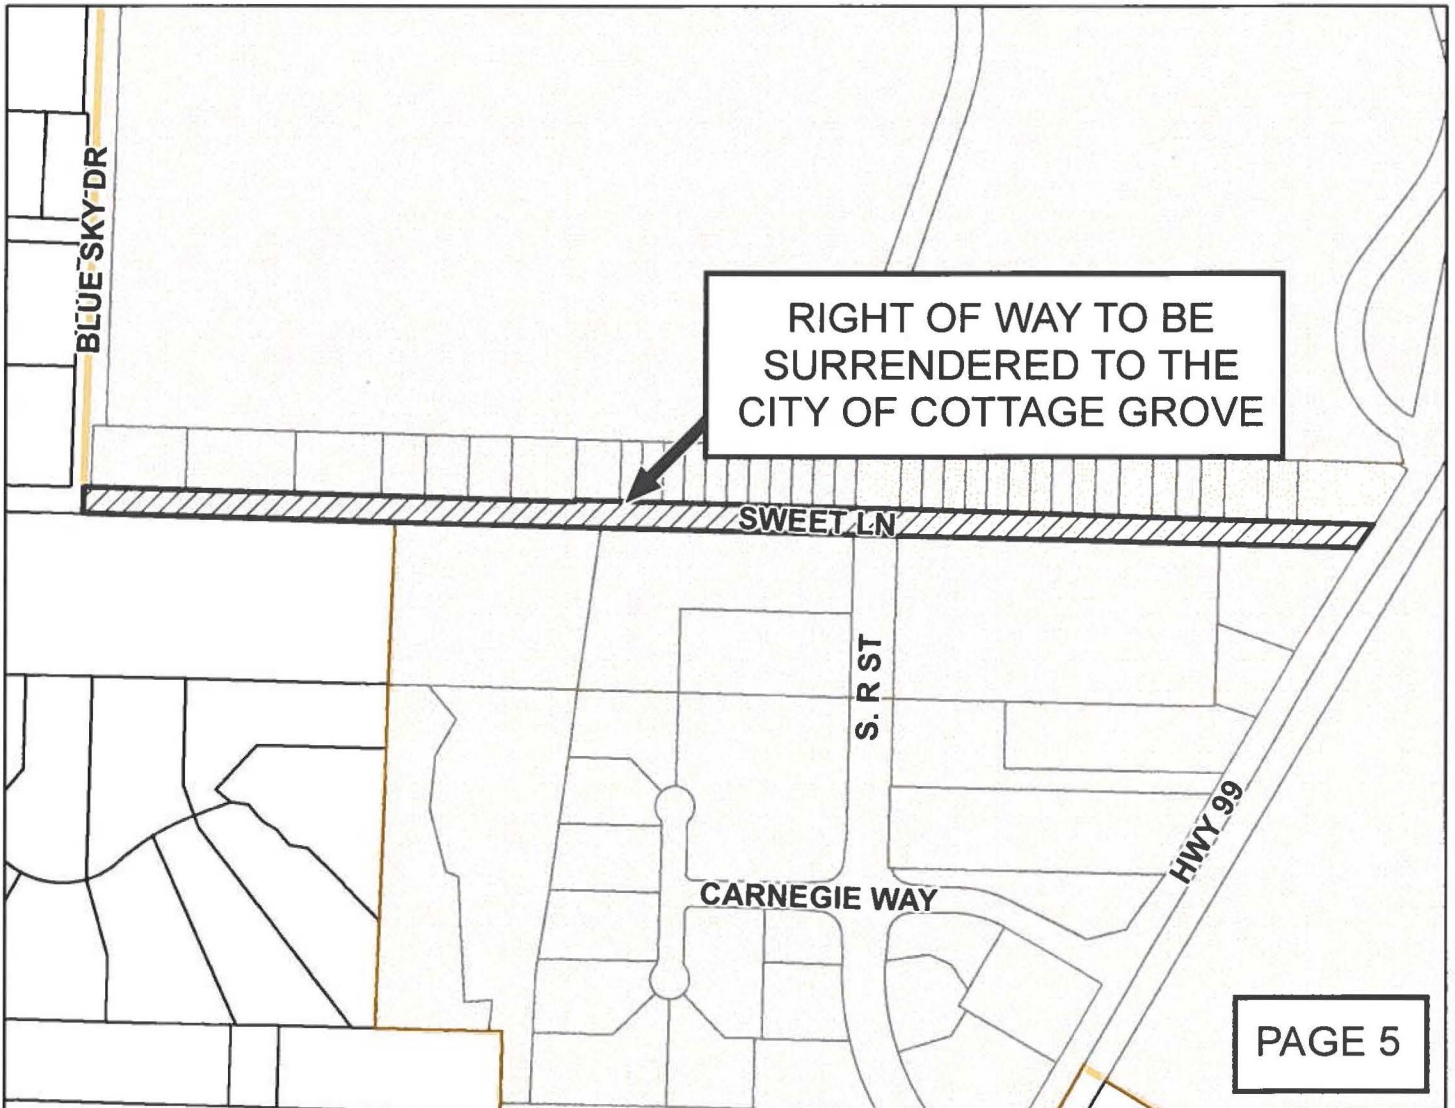 BLUE SKY DR
RIGHT OF WAY TO BE
SURRENDERED TO THE
CITY OF COTTAGE GROVE
SWEET LN
S. R ST
HWY 99
CARNEGIE WAY
PAGE 5